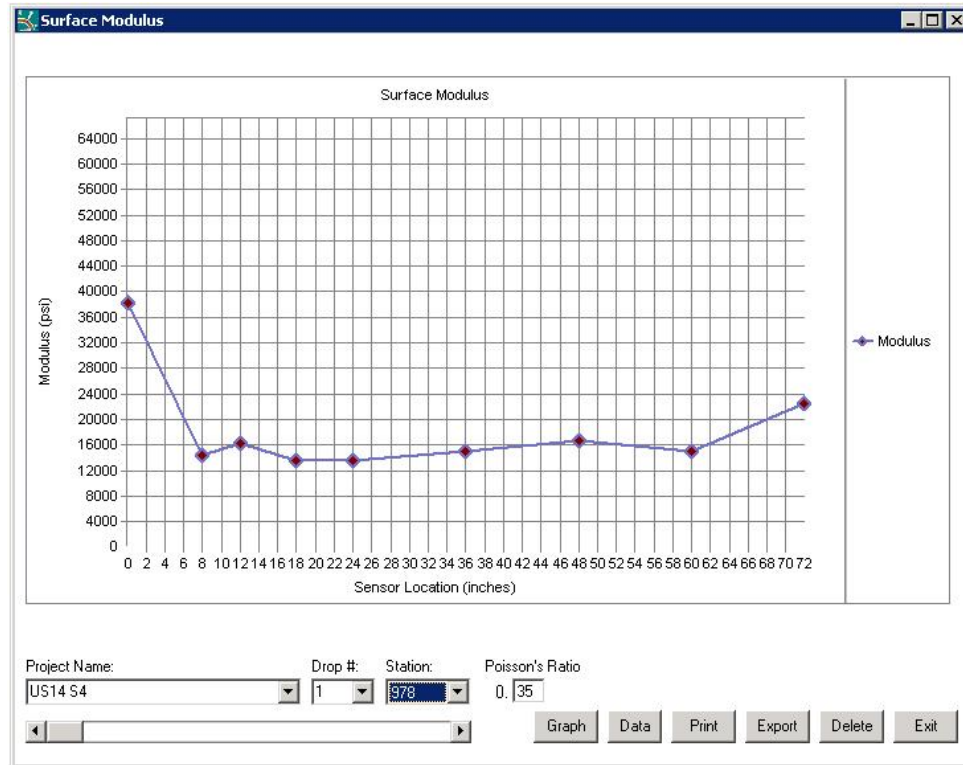 Surface Modulus
Surface Modulus
64000
60000
56000
52000
48000
44000
40000
36000
32000
28000
24000
20000
16000
12000
8000
4000
0
Modulus (psi)
0 2 4 6 8 10 12 14 16 18 20 22 24 26 28 30 32 34 36 38 40 42 44 46 48 50 52 54 56 58 60 62 64 66 68 70 72
Sensor Location (inches)
Modulus
Project Name: Drop #: Station: Poisson's Ratio
US14 S4 1 978 0. 35
Graph Data Print Export Delete Exit